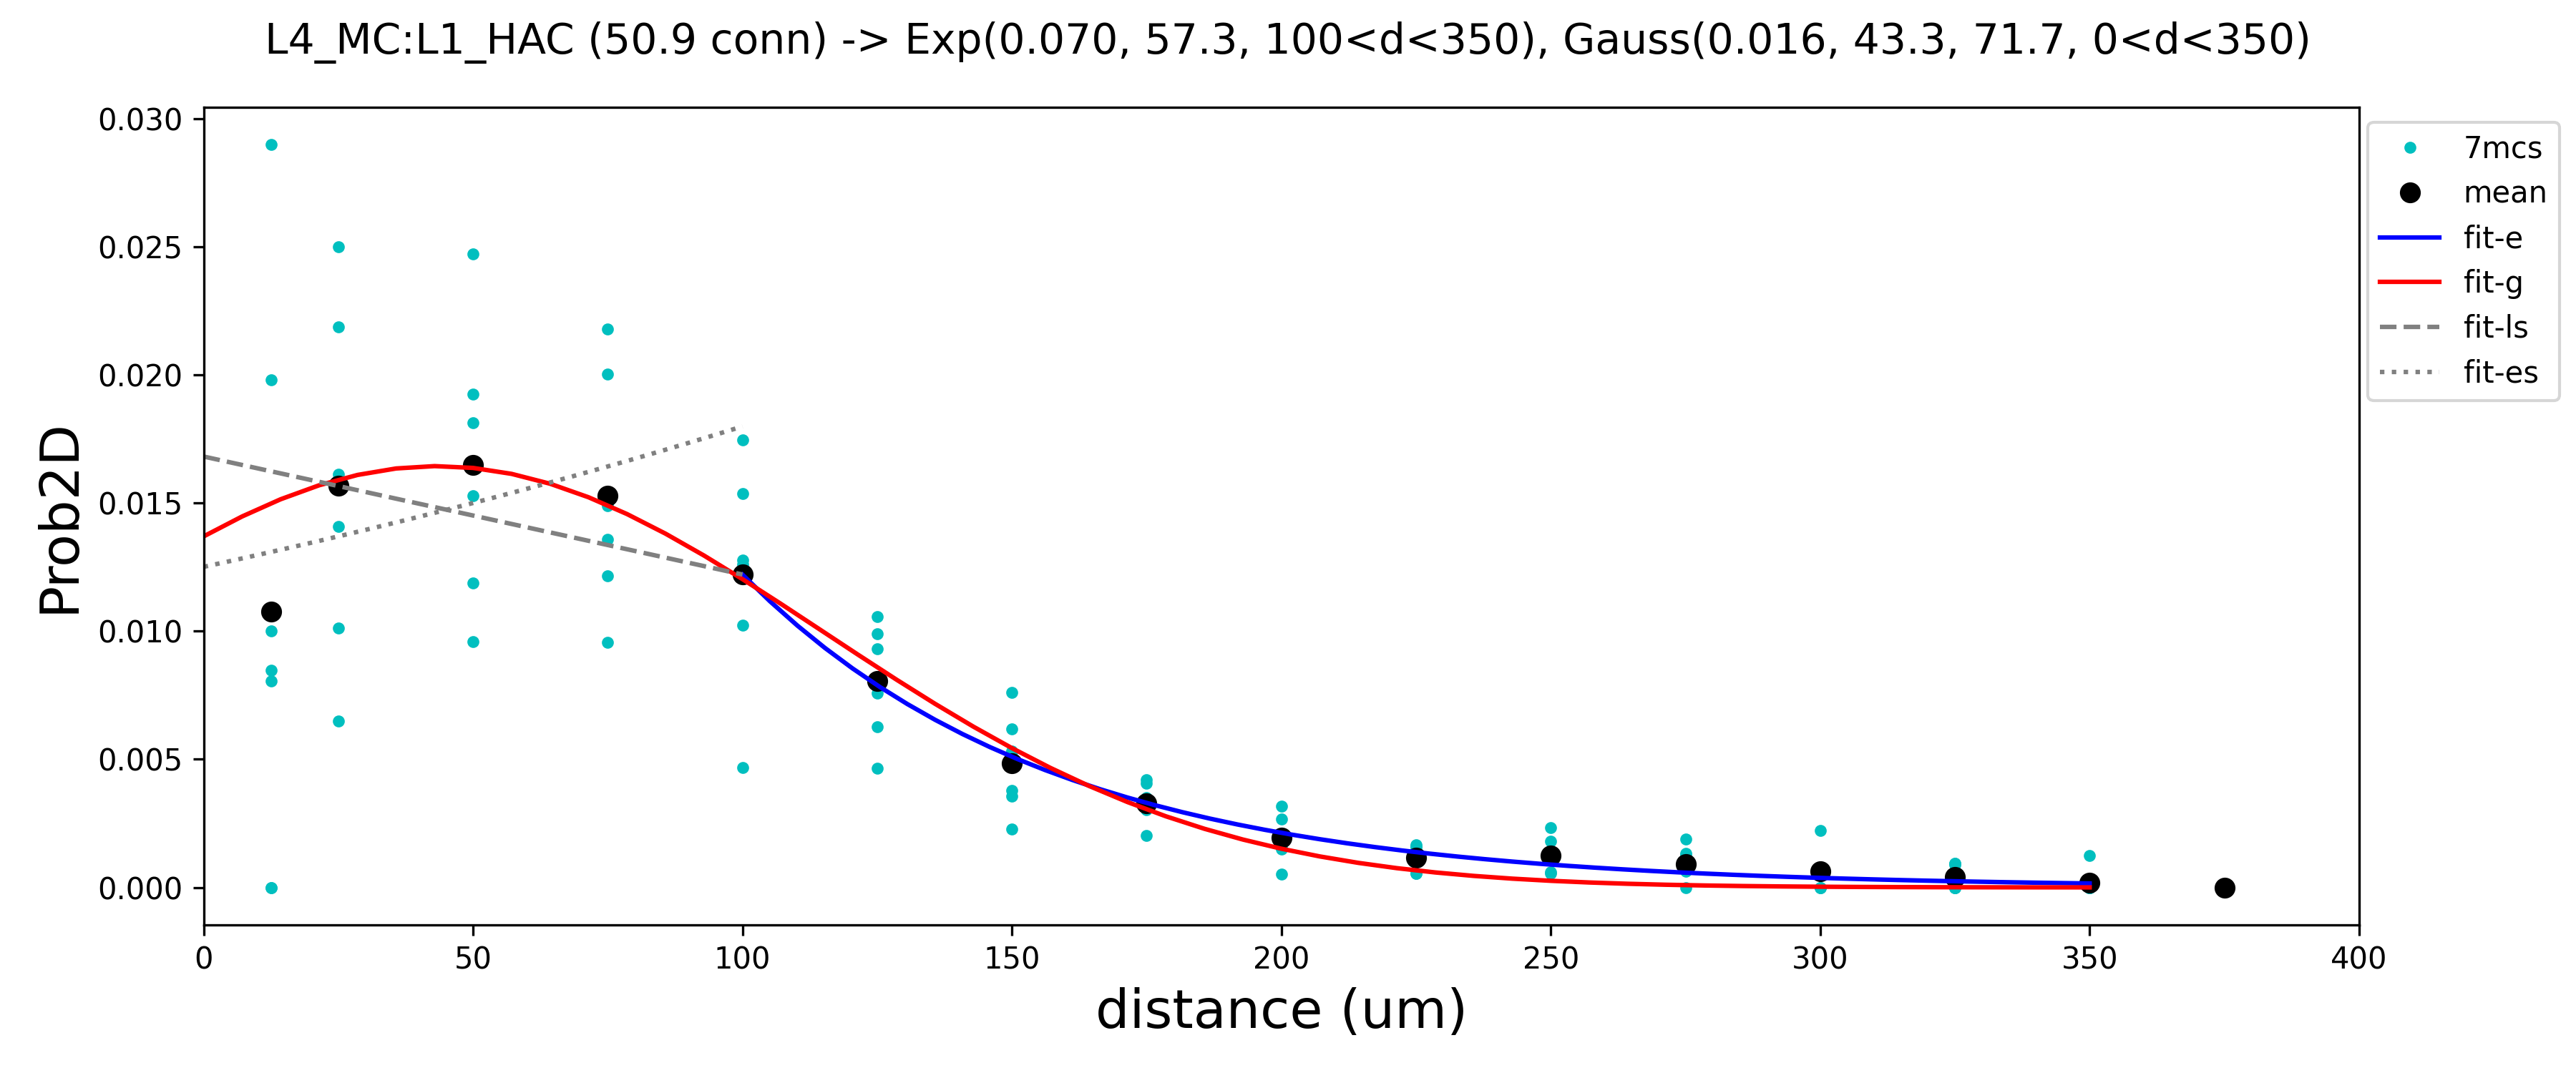 L4_MC:L1_HAC (50.9 conn) -> Exp(0.070, 57.3, 100<d<350), Gauss(0.016, 43.3, 71.7, 0<d<350)
0.030
0.025
0.020
0.015
0.010
0.005
0.000
Prob2D
0 50 100 150 200 250 300 350 400
distance (um)
7mcs
mean
fit-e
fit-g
fit-ls
fit-es